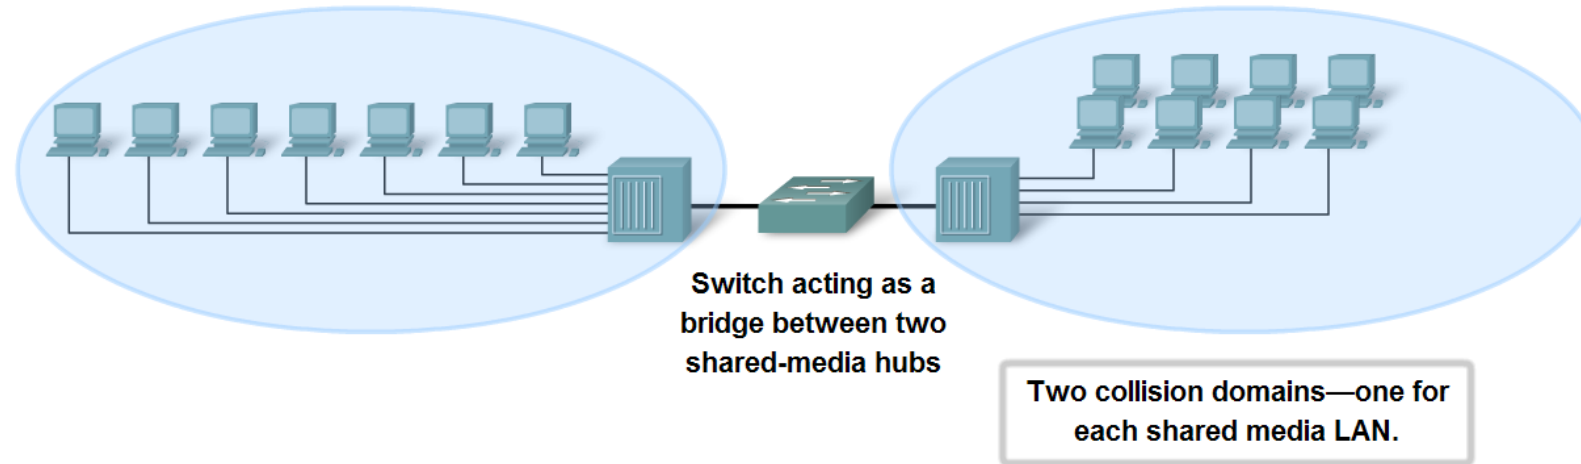 Switch acting as a
bridge between two
shared-media hubs
Two collision domains—one for
each shared media LAN.